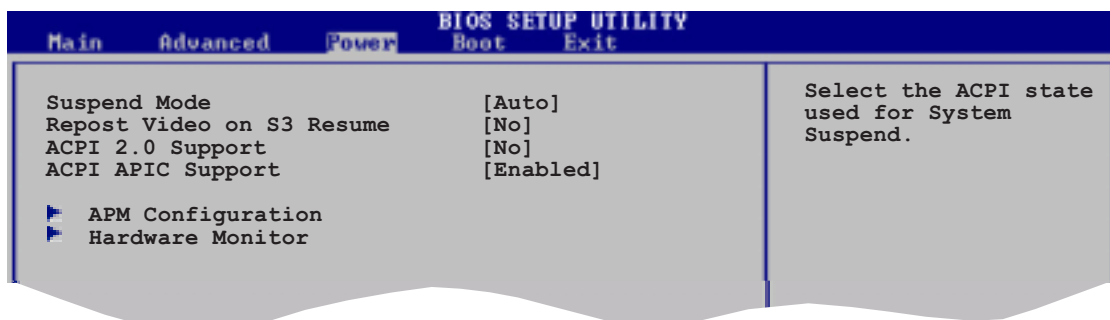 BIOS SETUP UTILITY
Main Advanced Power Boot Exit
Suspend Mode [Auto]
Repost Video on S3 Resume [No]
ACPI 2.0 Support [No]
ACPI APIC Support [Enabled]
APM Configuration
Hardware Monitor
Select the ACPI state
used for System
Suspend.